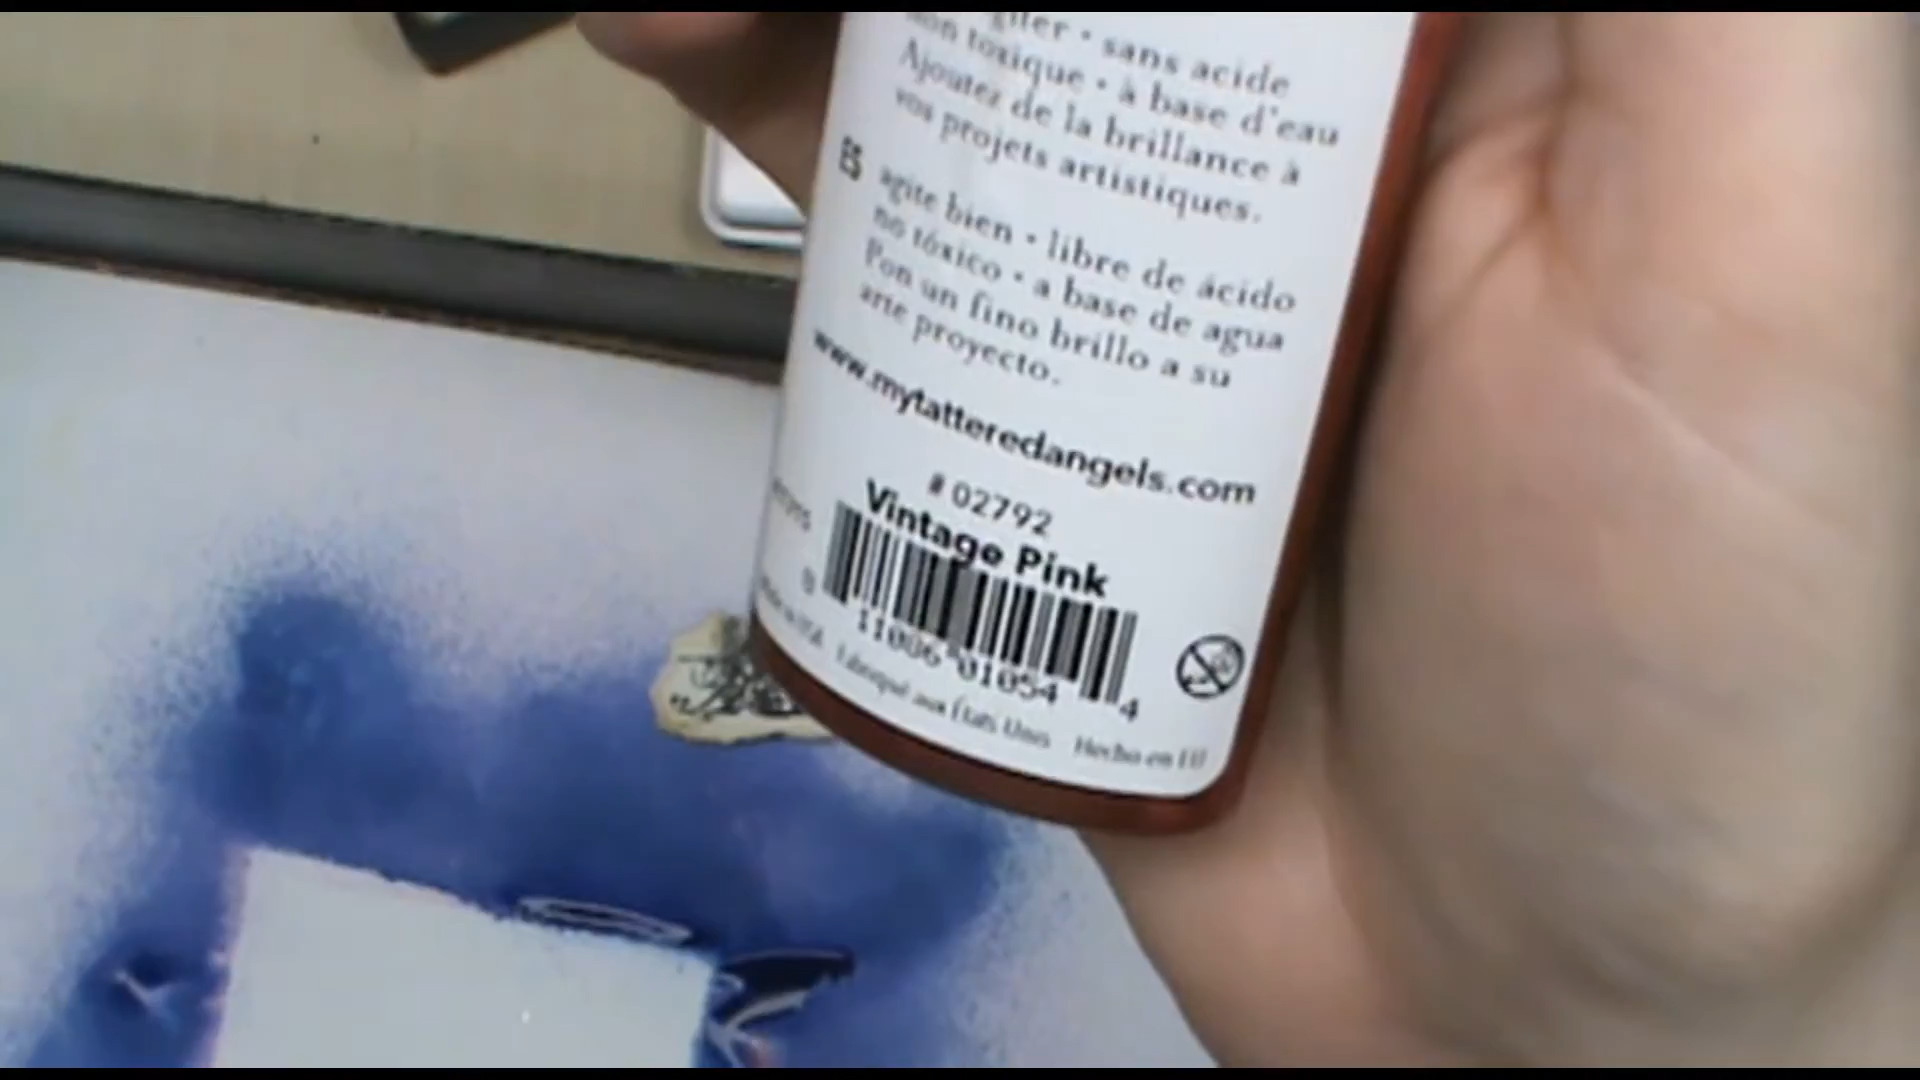 sans acide
non toxique • à base d'eau
Ajoutez de la brillance à
vos projets artistiques.
ES agite bien • libre de ácido
no tóxico • a base de agua
Pon un fino brillo a su
arte proyecto.
www.mytatteredangels.com
# 02792
Vintage Pink
11006 01054 4
Fabriqué aux États Unis Hecho en EU